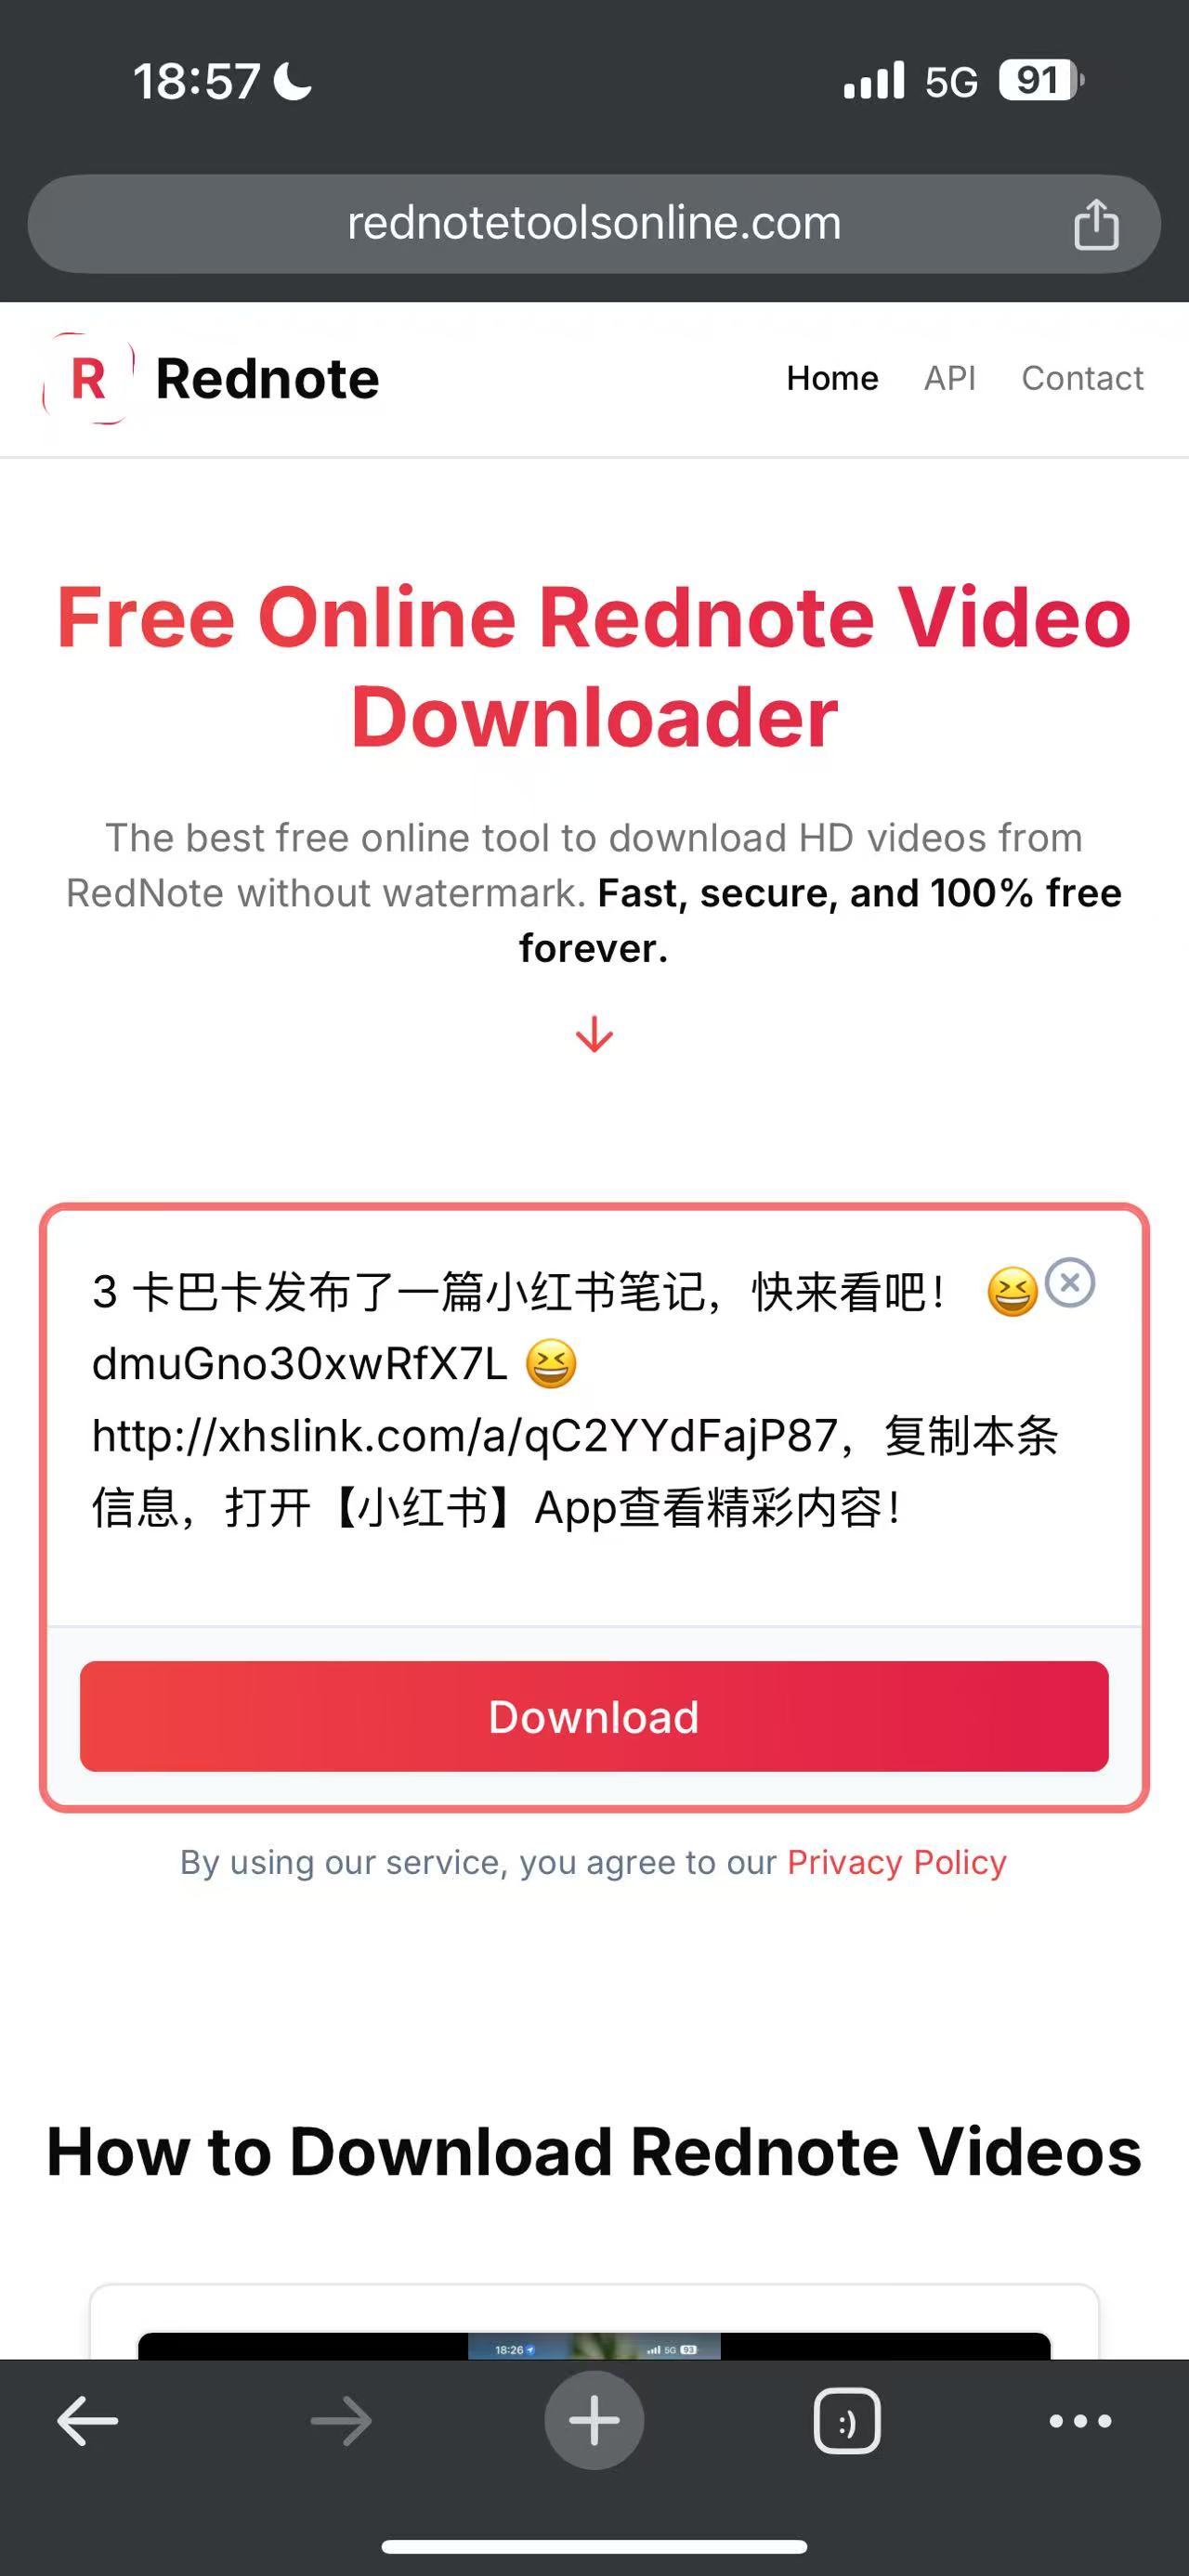 18:57
5G 91
rednotetoolsonline.com
R Rednote
Home API Contact
Free Online Rednote Video
Downloader
The best free online tool to download HD videos from
RedNote without watermark. Fast, secure, and 100% free
forever.
3 卡巴卡发布了一篇小红书笔记，快来看吧！ 😆
dmuGno30xwRfX7L 😆
http://xhslink.com/a/qC2YYdFajP87，复制本条
信息，打开【小红书】App查看精彩内容！
Download
By using our service, you agree to our Privacy Policy
How to Download Rednote Videos
18:26
5G 93
:)